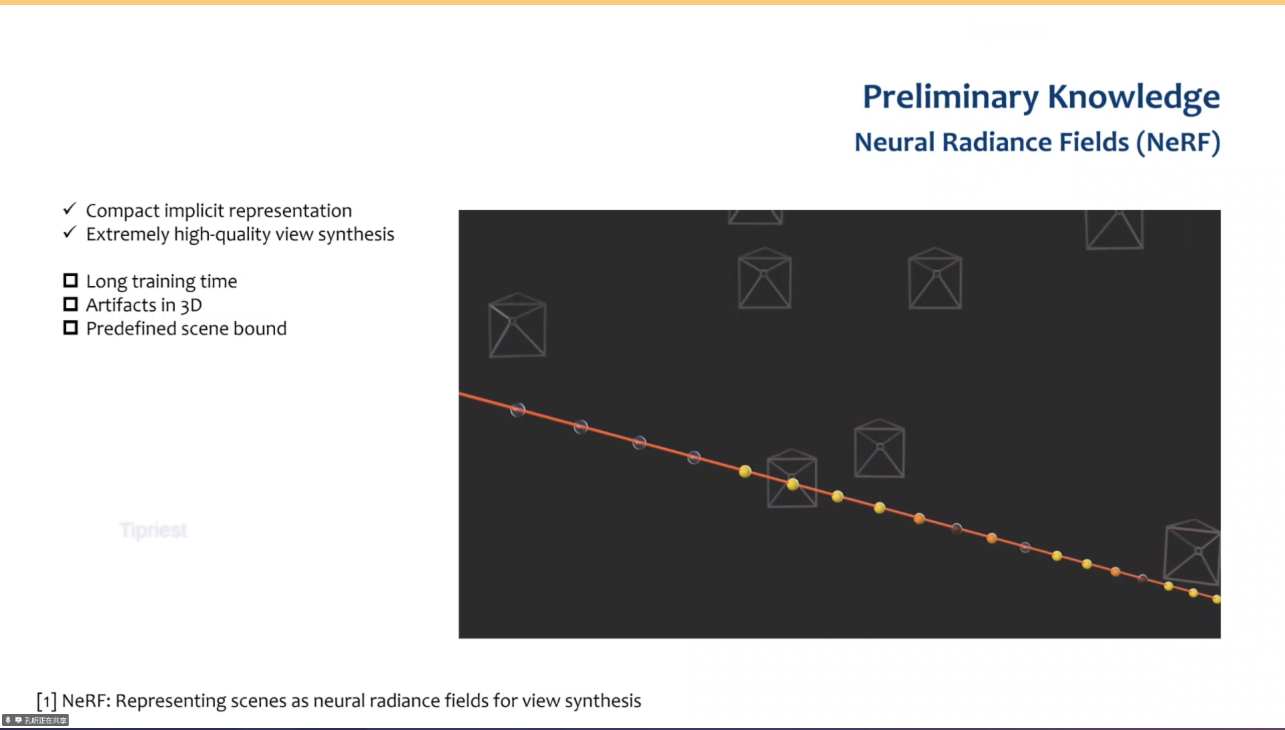 Preliminary Knowledge
Neural Radiance Fields (NeRF)
Compact implicit representation
Extremely high-quality view synthesis
Long training time
Artifacts in 3D
Predefined scene bound
Tipriest
[1] NeRF: Representing scenes as neural radiance fields for view synthesis
孔昕正在共享